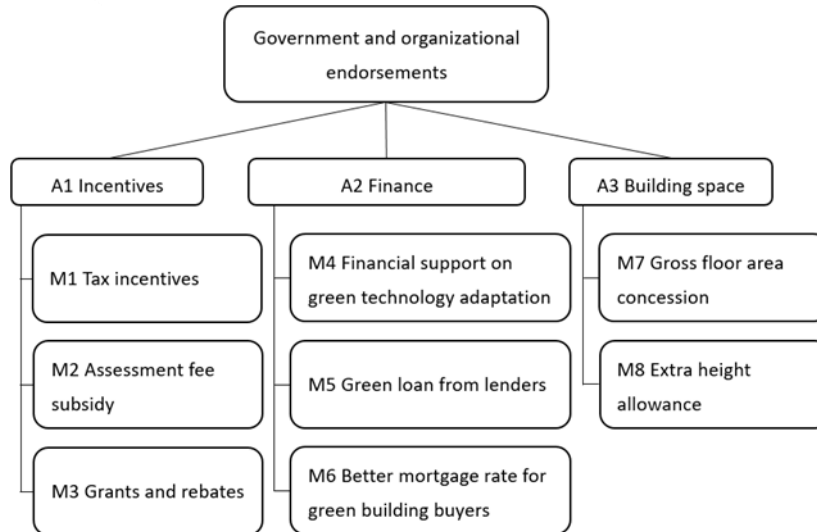 Government and organizational
endorsements
A1 Incentives
A2 Finance
A3 Building space
M1 Tax incentives
M2 Assessment fee
subsidy
M3 Grants and rebates
M4 Financial support on
green technology adaptation
M5 Green loan from lenders
M6 Better mortgage rate for
green building buyers
M7 Gross floor area
concession
M8 Extra height
allowance